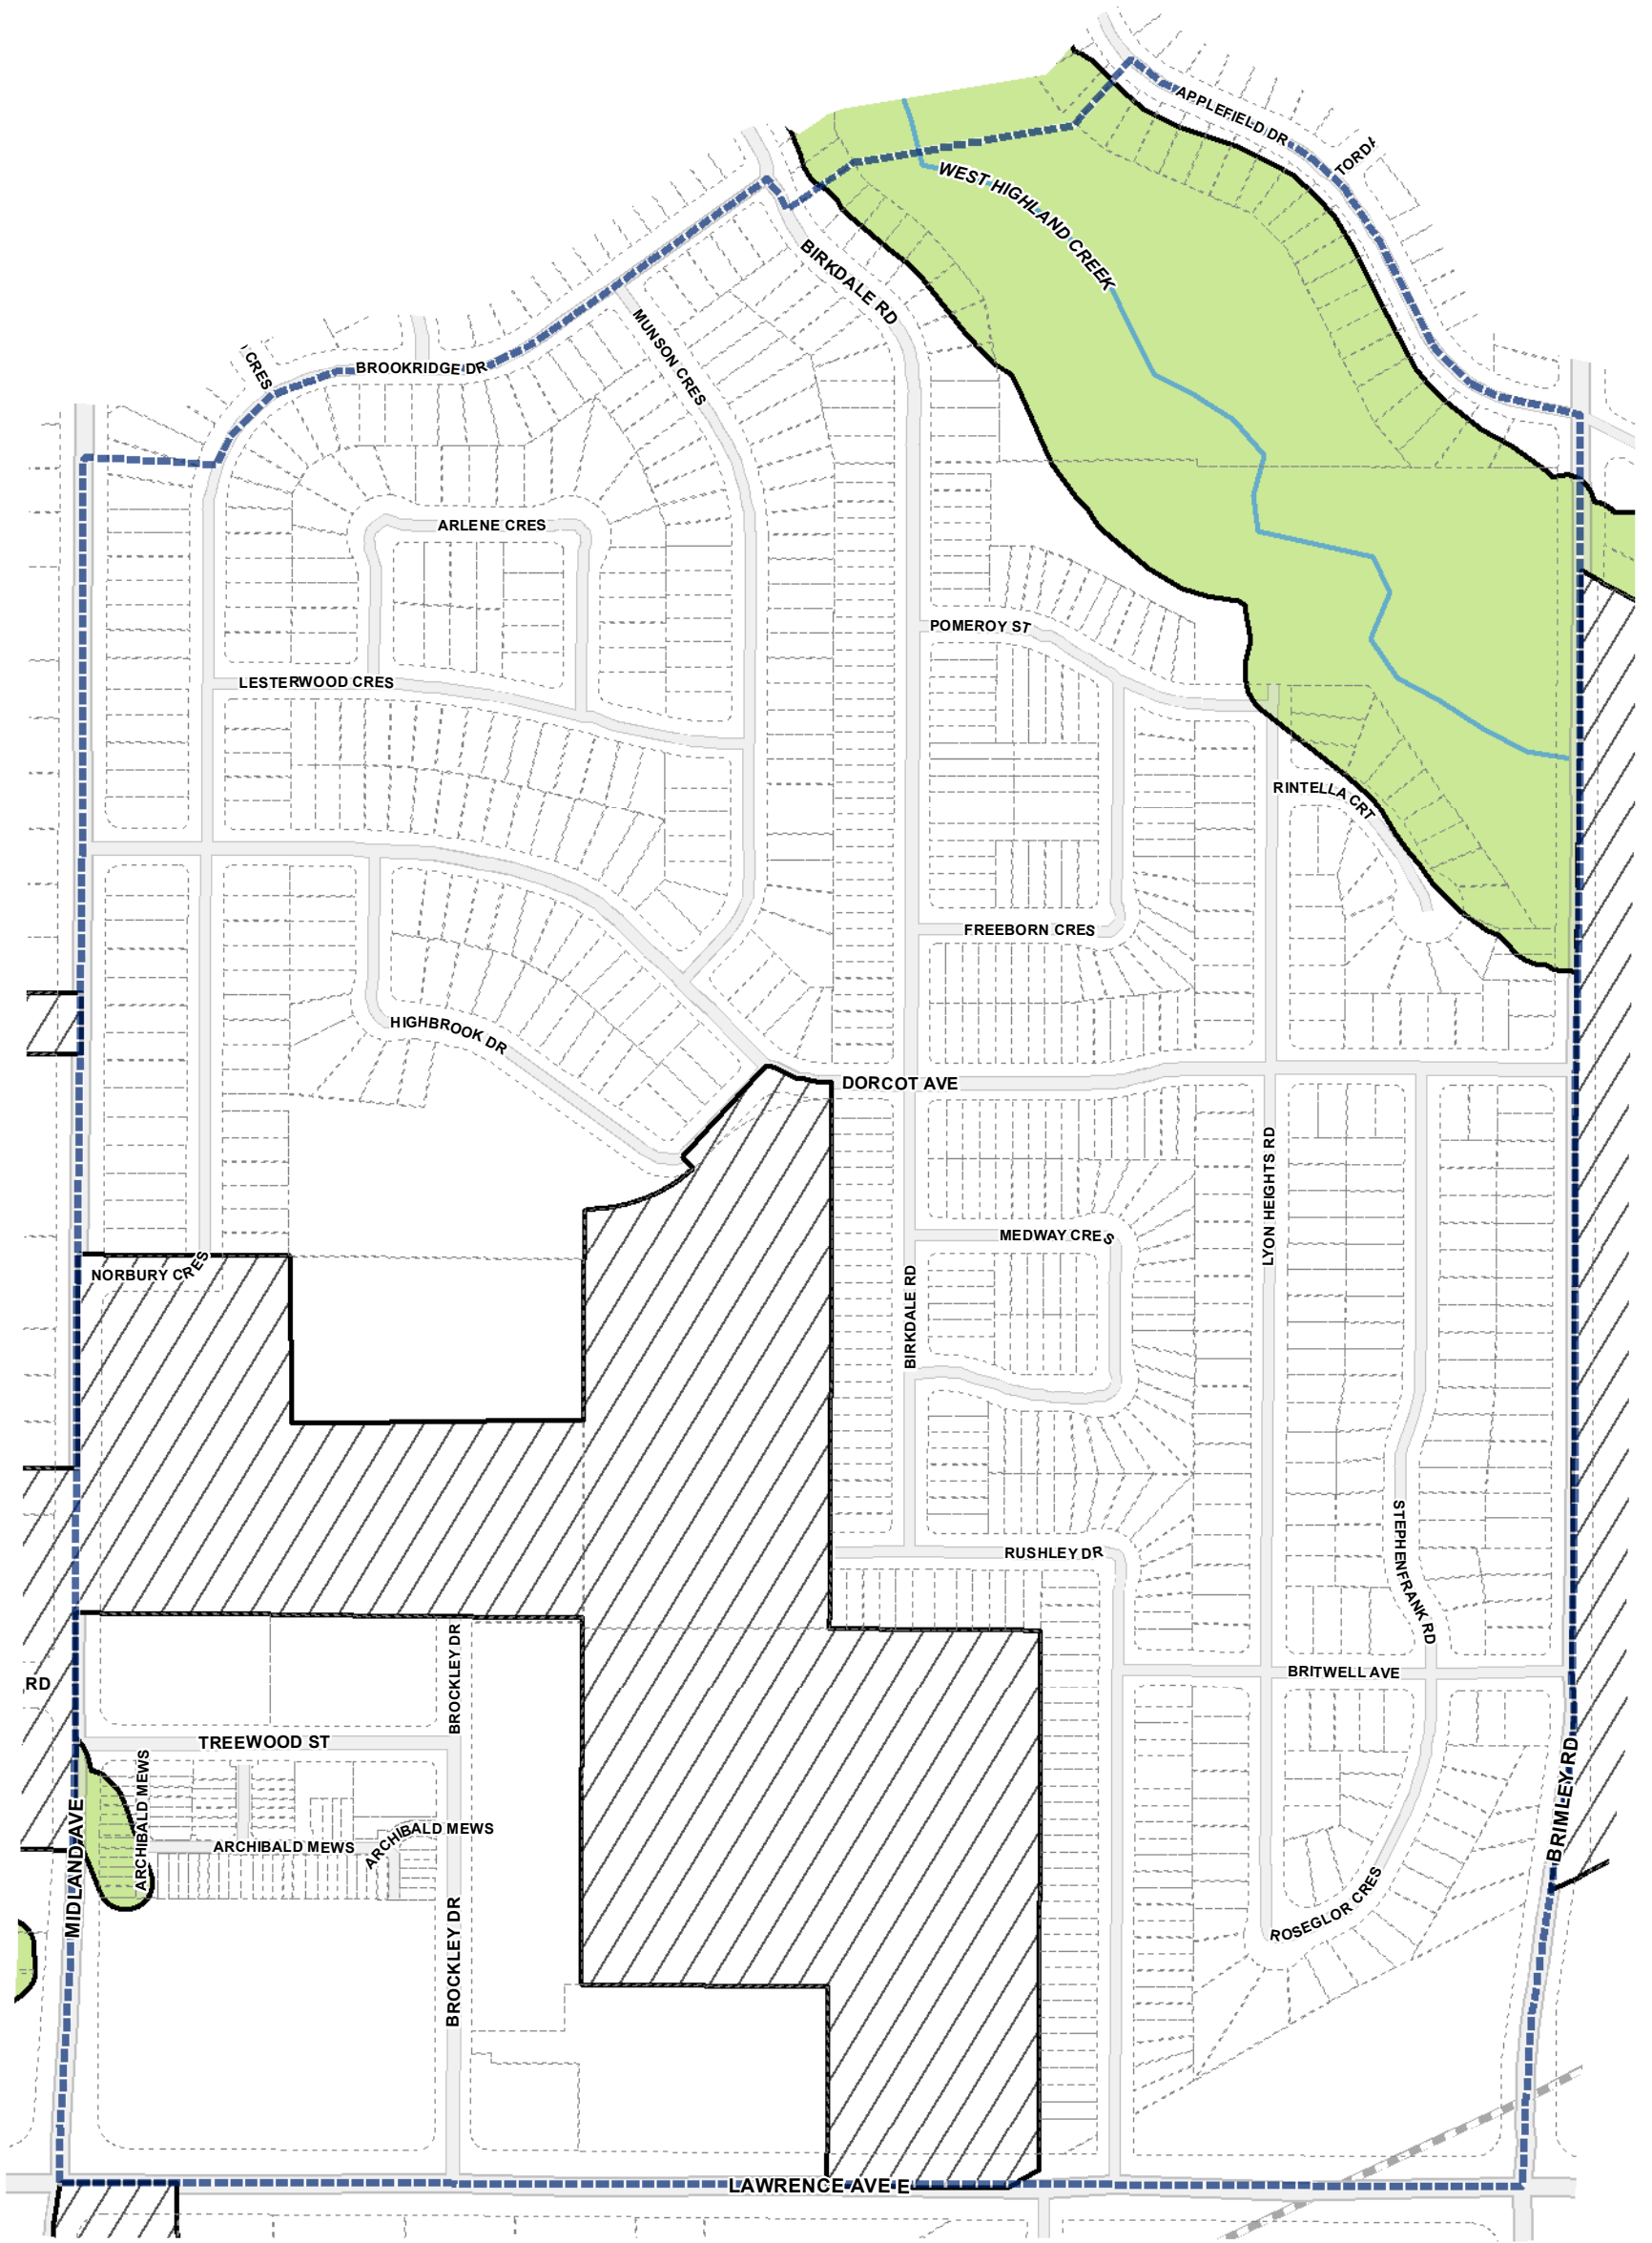 APPLEFIELD DR
TORDA
WEST HIGHLAND CREEK
BIRKDALE RD
MUNSON CRES
CRES
BROOKRIDGE DR
ARLENE CRES
POMEROY ST
LESTERWOOD CRES
RINTELLA CRT
FREEBORN CRES
HIGHBROOK DR
DORCOT AVE
LYON HEIGHTS RD
MEDWAY CRES
NORBURY CRES
BIRKDALE RD
STEPHENFRANK RD
RUSHLEY DR
BROCKLEY DR
BRITWELL AVE
RD
TREEWOOD ST
ARCHIBALD MEWS
BRIMLEY RD
MIDLAND AVE
ARCHIBALD MEWS
ARCHIBALD MEWS
ROSEGLOR CRES
BROCKLEY DR
LAWRENCE AVE E